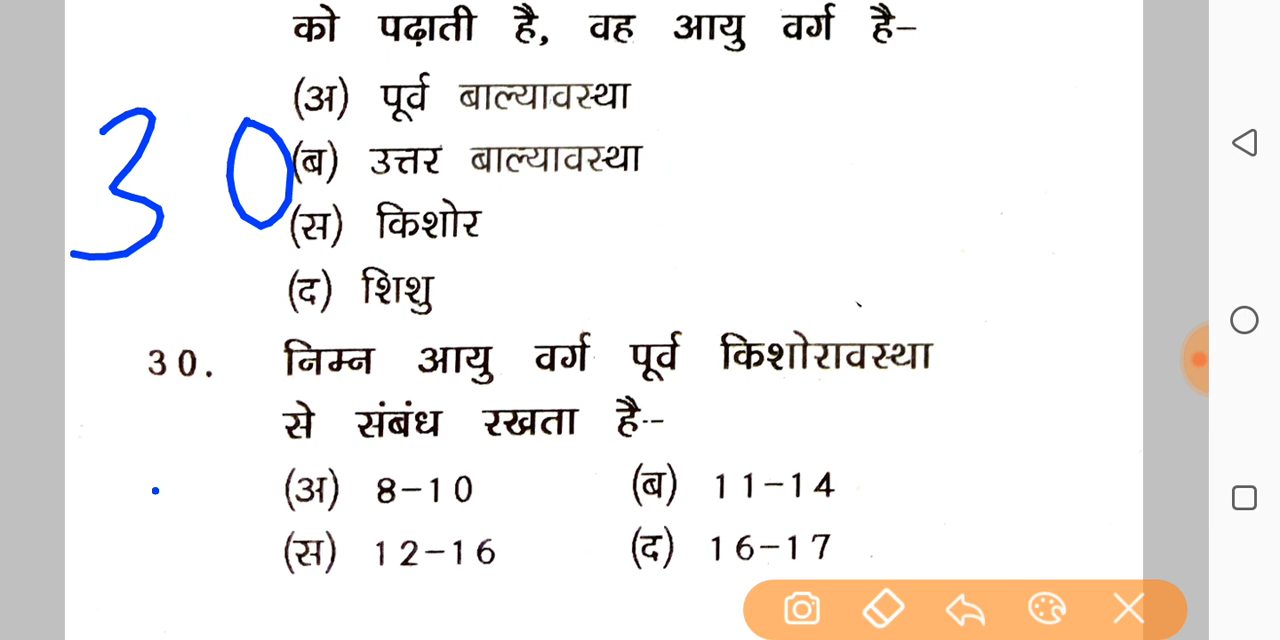 को पढ़ाती है, वह आयु वर्ग है–
(अ) पूर्व बाल्यावस्था
30
(ब) उत्तर बाल्यावस्था
(स) किशोर
(द) शिशु
30. निम्न आयु वर्ग पूर्व किशोरावस्था
से संबंध रखता है:--
(अ) 8–10 (ब) 11–14
(स) 12–16 (द) 16–17